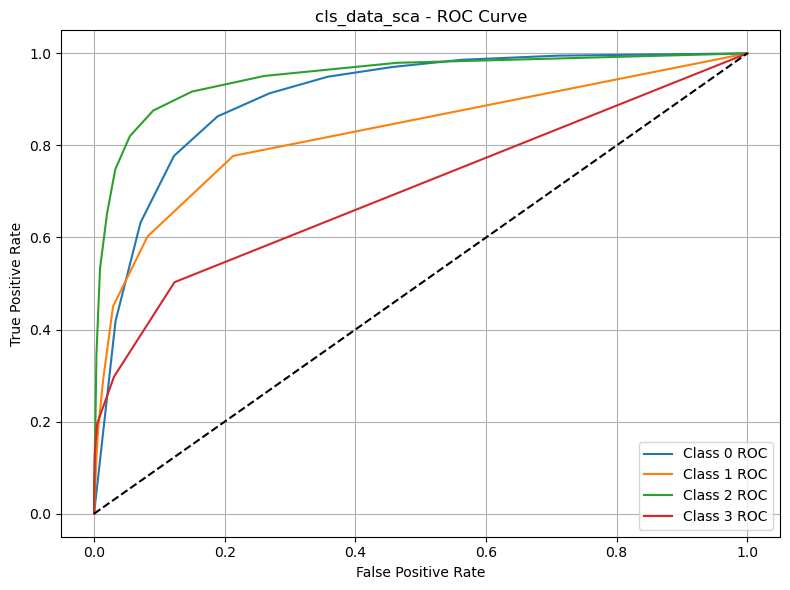 cls_data_sca - ROC Curve
True Positive Rate
1.0
0.8
0.6
0.4
0.2
0.0
Class 0 ROC
Class 1 ROC
Class 2 ROC
Class 3 ROC
0.0 0.2 0.4 0.6 0.8 1.0
False Positive Rate